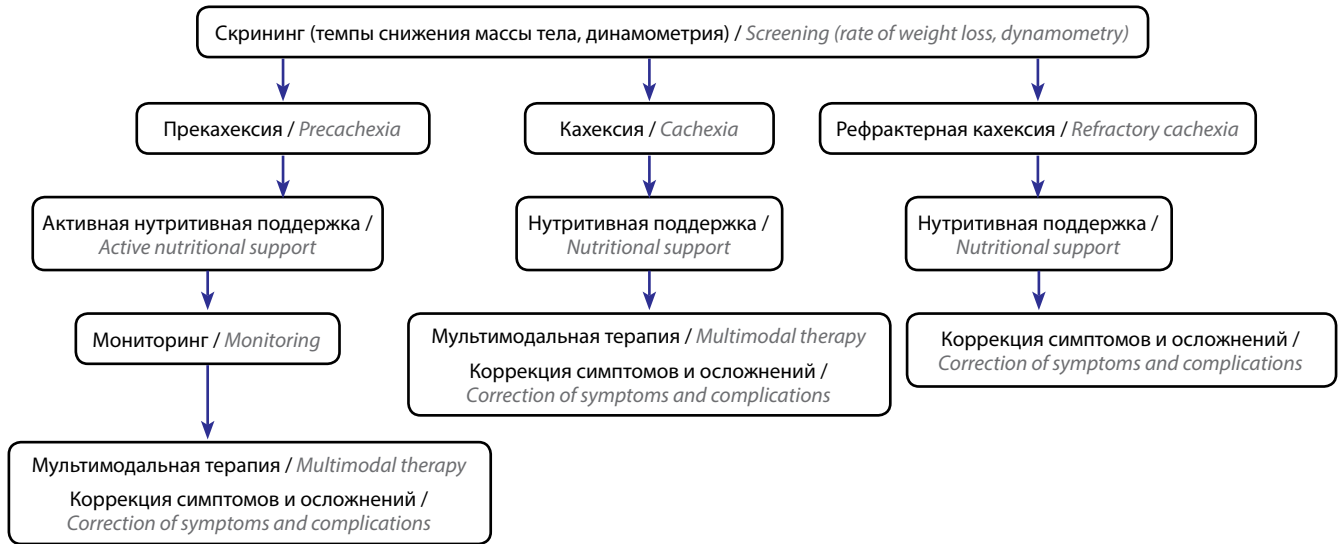 Скрининг (темпы снижения массы тела, динамометрия) / Screening (rate of weight loss, dynamometry)
Прекахексия / Precachexia
Кахексия / Cachexia
Рефрактерная кахексия / Refractory cachexia
Активная нутритивная поддержка /
Active nutritional support
Нутритивная поддержка /
Nutritional support
Нутритивная поддержка /
Nutritional support
Мониторинг / Monitoring
Мультимодальная терапия / Multimodal therapy
Коррекция симптомов и осложнений /
Correction of symptoms and complications
Коррекция симптомов и осложнений /
Correction of symptoms and complications
Мультимодальная терапия / Multimodal therapy
Коррекция симптомов и осложнений /
Correction of symptoms and complications